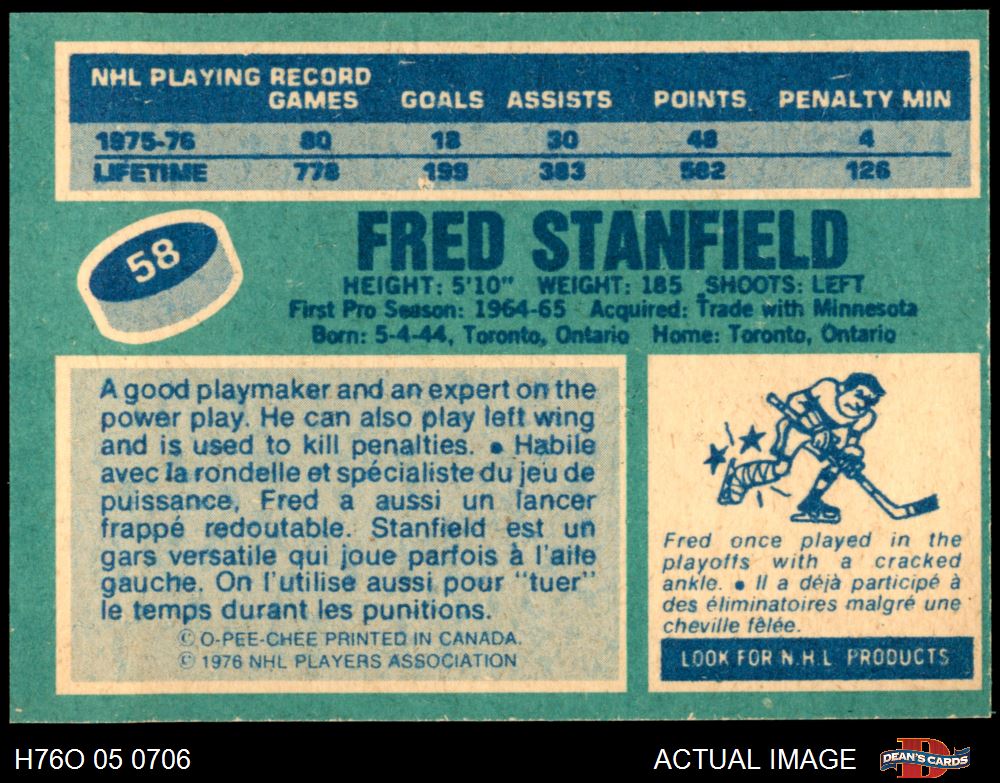 NHL PLAYING RECORD
GAMES GOALS ASSISTS POINTS PENALTY MIN
1975-76 80 18 30 48 4
LIFETIME 778 199 383 582 126
58
FRED STANFIELD
HEIGHT: 5'10" WEIGHT: 185 SHOOTS: LEFT
First Pro Season: 1964-65 Acquired: Trade with Minnesota
Born: 5-4-44, Toronto, Ontario Home: Toronto, Ontario
A good playmaker and an expert on the
power play. He can also play left wing
and is used to kill penalties. • Habile
avec la rondelle et spécialiste du jeu de
puissance, Fred a aussi un lancer
frappé redoutable. Stanfield est un
gars versatile qui joue parfois à l'aile
gauche. On l'utilise aussi pour "tuer"
le temps durant les punitions.
© O-PEE-CHEE PRINTED IN CANADA.
© 1976 NHL PLAYERS ASSOCIATION
Fred once played in the
playoffs with a cracked
ankle. • Il a déjà participé à
des éliminatoires malgré une
cheville fêlée.
LOOK FOR N.H.L PRODUCTS
H76O 05 0706
ACTUAL IMAGE
D
DEAN'S CARDS